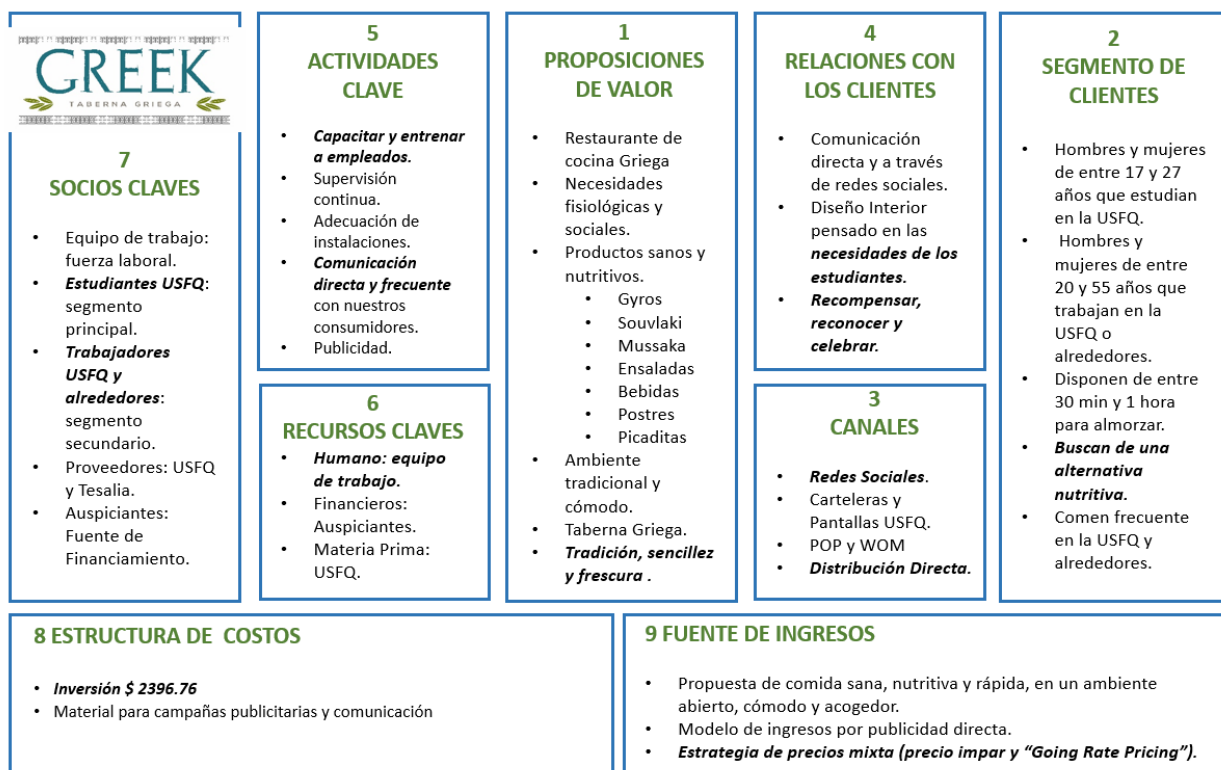 GREEK
TABERNA GRIEGA
7
SOCIOS CLAVES
• Equipo de trabajo:
fuerza laboral.
• Estudiantes USFQ:
segmento
principal.
• Trabajadores
USFQ y
alrededores:
segmento
secundario.
• Proveedores: USFQ
y Tesalia.
• Auspiciantes:
Fuente de
Financiamiento.
5
ACTIVIDADES
CLAVE
• Capacitar y entrenar
a empleados.
• Supervisión
continua.
• Adecuación de
instalaciones.
• Comunicación
directa y frecuente
con nuestros
consumidores.
• Publicidad.
6
RECURSOS CLAVES
• Humano: equipo
de trabajo.
• Financieros:
Auspiciantes.
• Materia Prima:
USFQ.
1
PROPOSICIONES
DE VALOR
• Restaurante de
cocina Griega
• Necesidades
fisiológicas y
sociales.
• Productos sanos y
nutritivos.
• Gyros
• Souvlaki
• Mussaka
• Ensaladas
• Bebidas
• Postres
• Picaditas
• Ambiente
tradicional y
cómodo.
• Taberna Griega.
• Tradición, sencillez
y frescura .
4
RELACIONES CON
LOS CLIENTES
• Comunicación
directa y a través
de redes sociales.
• Diseño Interior
pensado en las
necesidades de los
estudiantes.
• Recompensar,
reconocer y
celebrar.
3
CANALES
• Redes Sociales.
• Carteleras y
Pantallas USFQ.
• POP y WOM
• Distribución Directa.
2
SEGMENTO DE
CLIENTES
• Hombres y mujeres
de entre 17 y 27
años que estudian
en la USFQ.
• Hombres y
mujeres de entre
20 y 55 años que
trabajan en la
USFQ o
alrededores.
• Disponen de entre
30 min y 1 hora
para almorzar.
• Buscan de una
alternativa
nutritiva.
• Comen frecuente
en la USFQ y
alrededores.
8 ESTRUCTURA DE COSTOS
• Inversión $ 2396.76
• Material para campañas publicitarias y comunicación
9 FUENTE DE INGRESOS
• Propuesta de comida sana, nutritiva y rápida, en un ambiente
abierto, cómodo y acogedor.
• Modelo de ingresos por publicidad directa.
• Estrategia de precios mixta (precio impar y “Going Rate Pricing”).